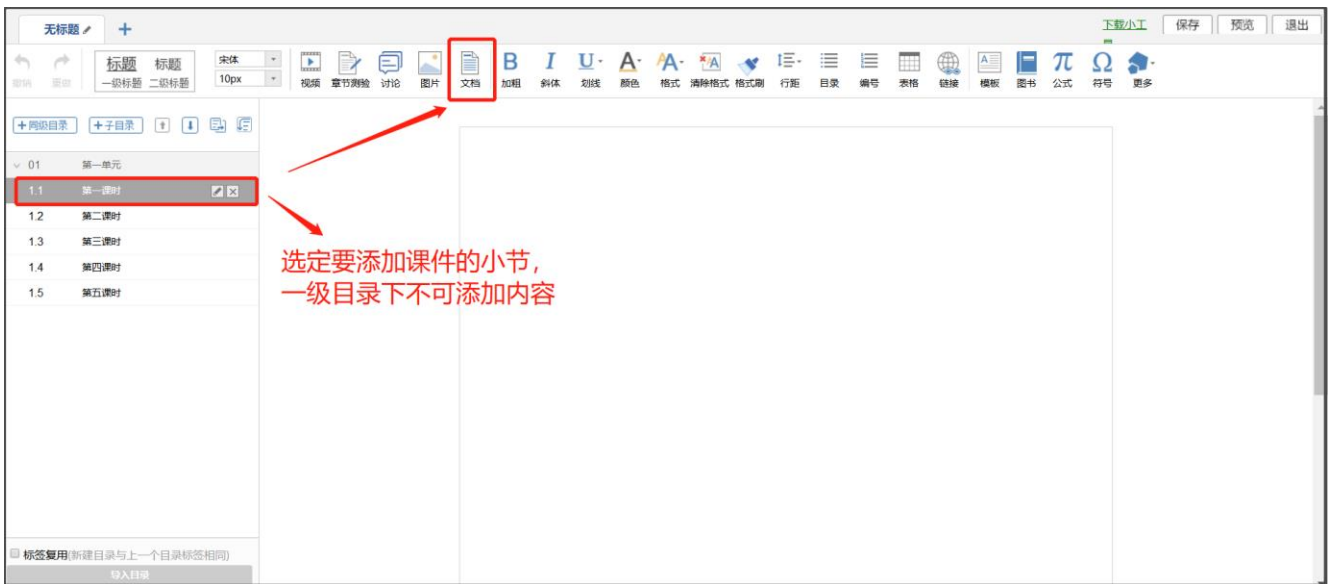 无标题
下载小工
保存 预览 退出
撤销 重做
标题 标题
一级标题 二级标题
宋体
10px
视频 章节测验 讨论 图片 文档 加粗 斜体 划线 颜色 格式 清除格式 格式刷 行距 目录 编号 表格 链接 模板 图书 公式 符号 更多
+同级目录 +子目录
01 第一单元
1.1 第一课时
1.2 第二课时
1.3 第三课时
1.4 第四课时
1.5 第五课时
选定要添加课件的小节，
一级目录下不可添加内容
标签复用(新建目录与上一个目录标签相同)
导入目录